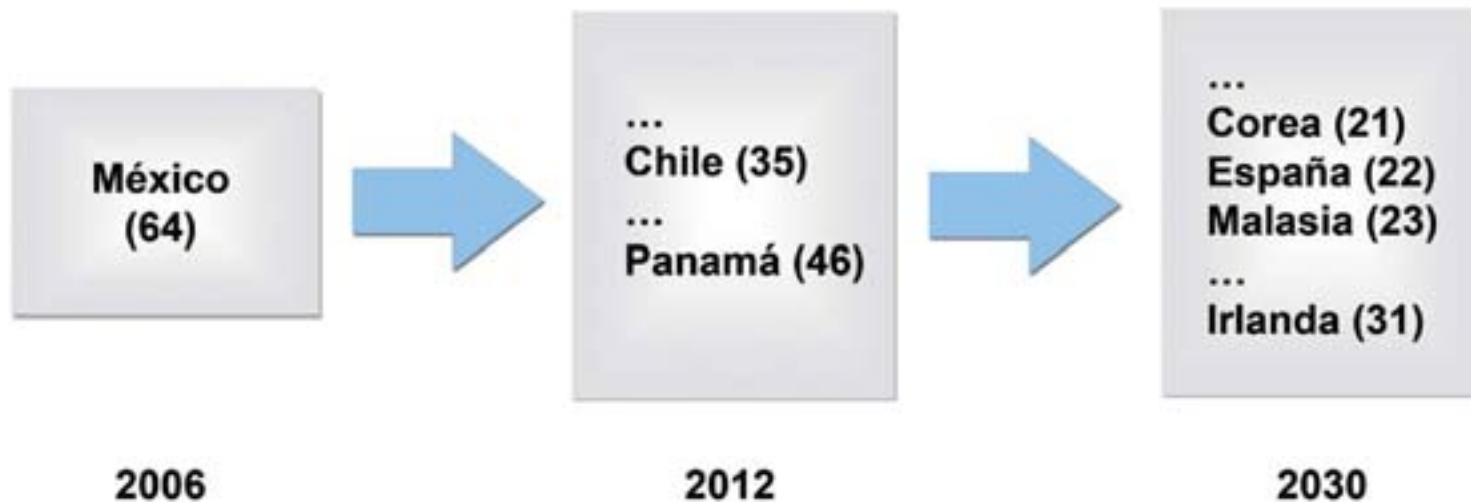 México
(64)
...
Chile (35)
...
Panamá (46)
...
Corea (21)
España (22)
Malasia (23)
...
Irlanda (31)
2006
2012
2030